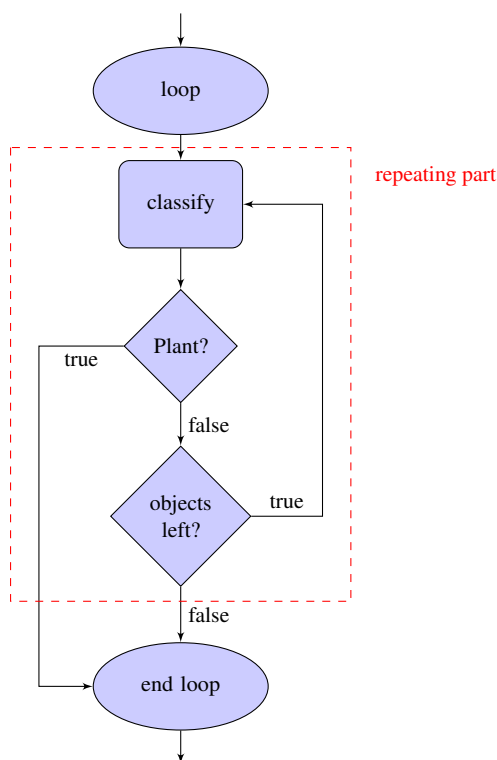 loop
repeating part
classify
Plant?
true
false
objects
left?
true
false
end loop